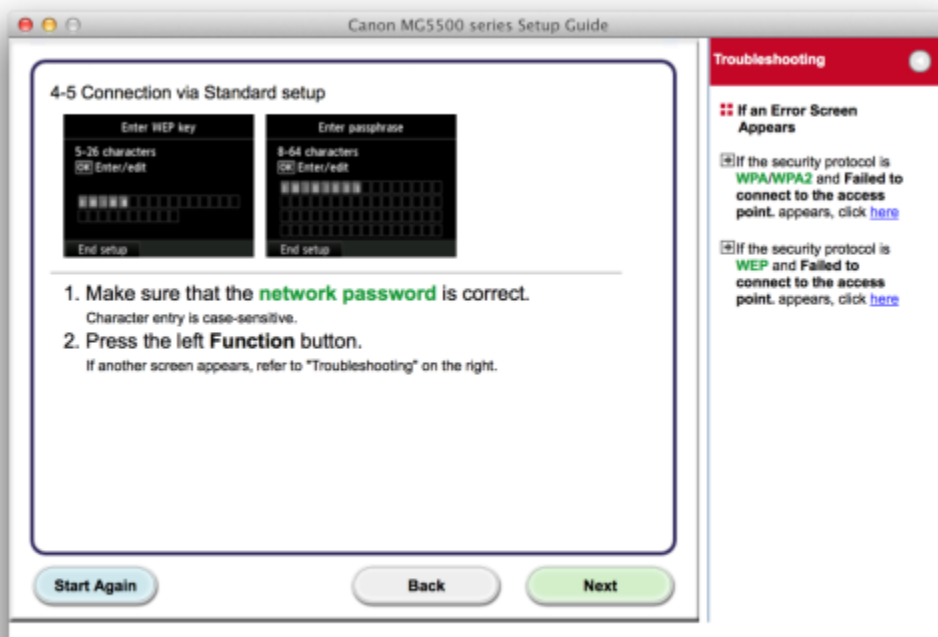 Canon MG5500 series Setup Guide
4-5 Connection via Standard setup
Enter WEP key
5-26 characters
OK Enter/edit
End setup
Enter passphrase
8-64 characters
OK Enter/edit
End setup
1. Make sure that the network password is correct.
Character entry is case-sensitive.
2. Press the left Function button.
If another screen appears, refer to "Troubleshooting" on the right.
Start Again
Back
Next
Troubleshooting
If an Error Screen
Appears
If the security protocol is
WPA/WPA2 and Failed to
connect to the access
point. appears, click here
If the security protocol is
WEP and Failed to
connect to the access
point. appears, click here